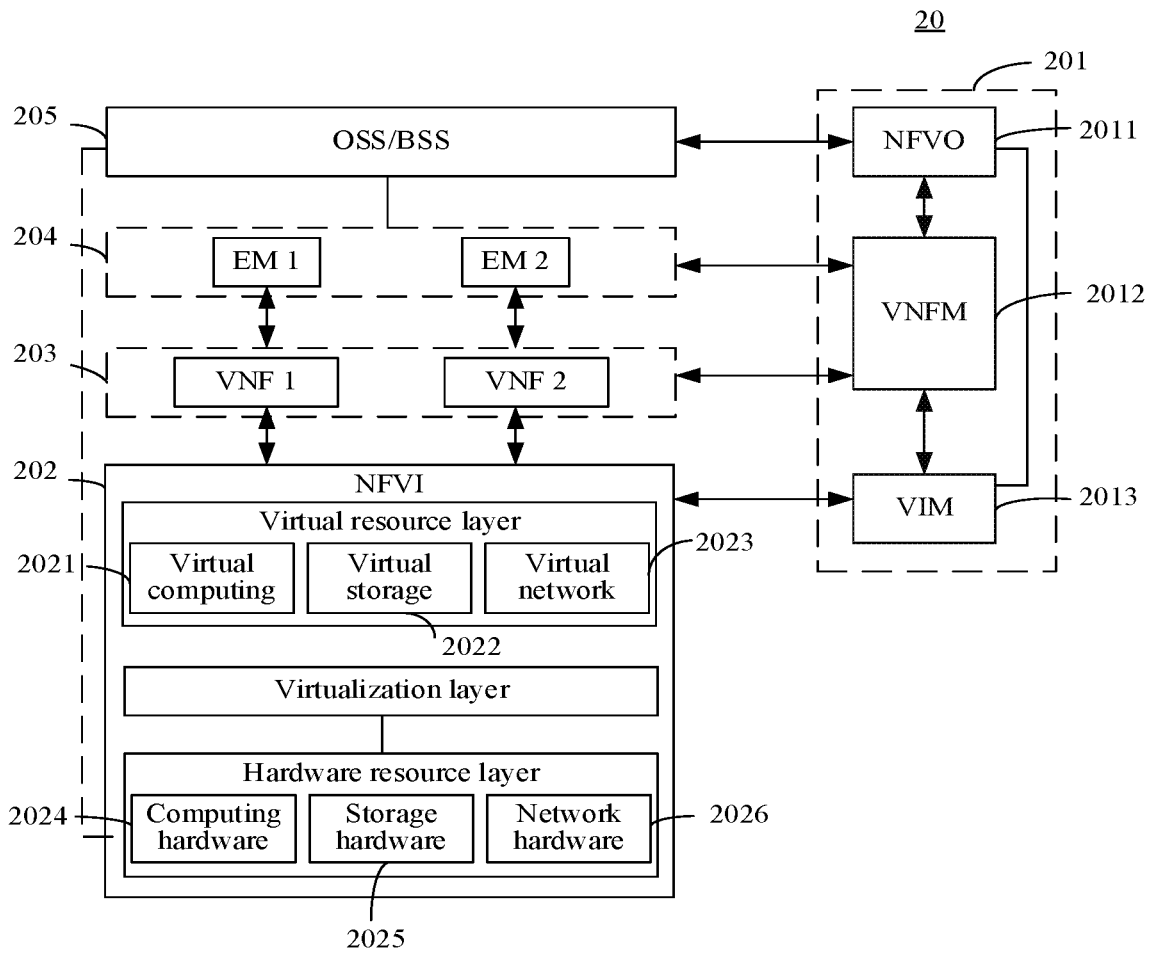 20
201
205
OSS/BSS
NFVO
2011
204
EM 1
EM 2
VNFM
2012
203
VNF 1
VNF 2
202
NFVI
VIM
2013
Virtual resource layer
2021
Virtual
computing
Virtual
storage
Virtual
network
2023
2022
Virtualization layer
Hardware resource layer
2024
Computing
hardware
Storage
hardware
Network
hardware
2026
2025